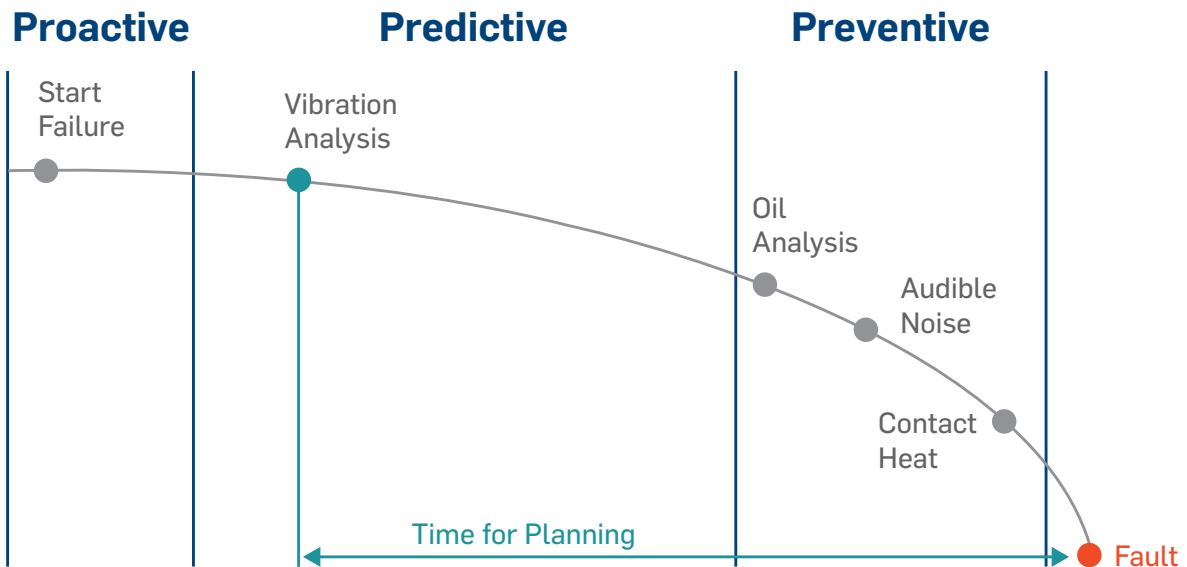 Proactive
Predictive
Preventive
Start
Failure
Vibration
Analysis
Oil
Analysis
Audible
Noise
Contact
Heat
Time for Planning
Fault